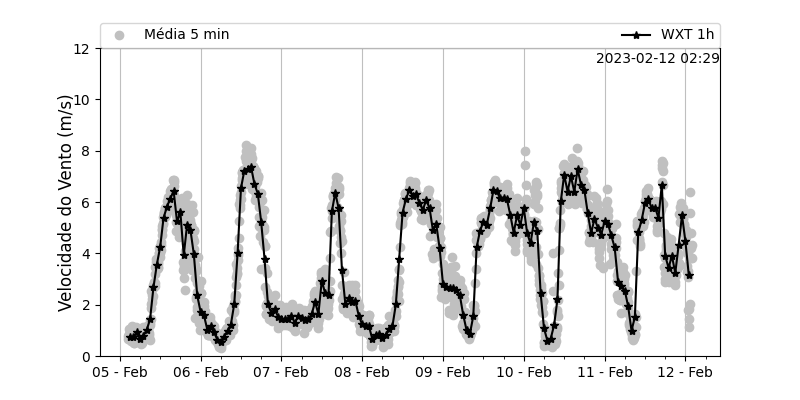 Média 5 min
WXT 1h
2023-02-12 02:29
Velocidade do Vento (m/s)
12
10
8
6
4
2
0
05 - Feb
06 - Feb
07 - Feb
08 - Feb
09 - Feb
10 - Feb
11 - Feb
12 - Feb